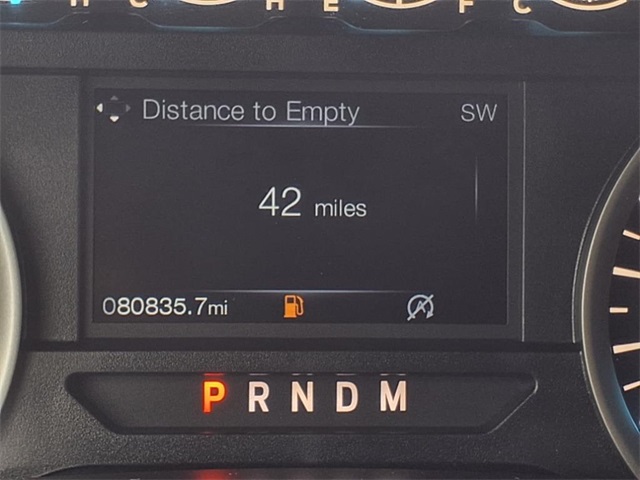 H C H E F C
Distance to Empty SW
42 miles
080835.7mi
P R N D M